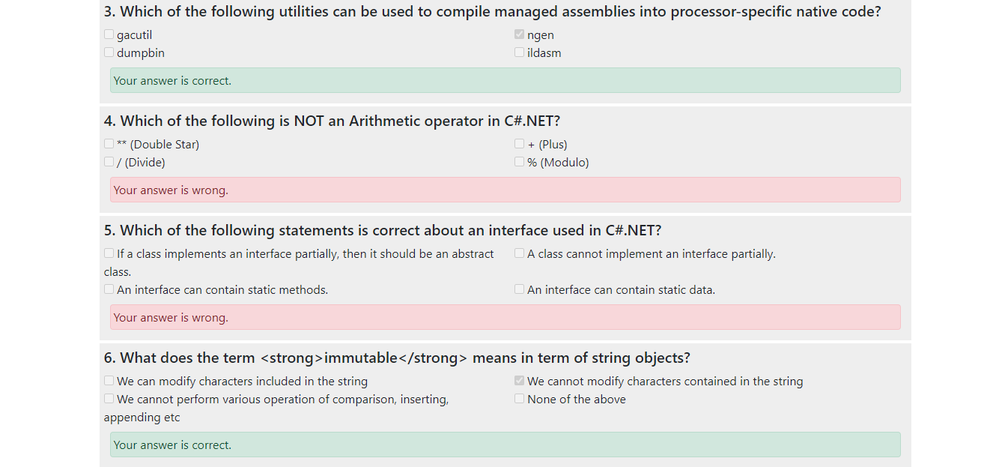 3. Which of the following utilities can be used to compile managed assemblies into processor-specific native code?
gacutil
ngen
dumpbin
ildasm
Your answer is correct.
4. Which of the following is NOT an Arithmetic operator in C#.NET?
** (Double Star)
+ (Plus)
/ (Divide)
% (Modulo)
Your answer is wrong.
5. Which of the following statements is correct about an interface used in C#.NET?
If a class implements an interface partially, then it should be an abstract
class.
A class cannot implement an interface partially.
An interface can contain static methods.
An interface can contain static data.
Your answer is wrong.
6. What does the term <strong>immutable</strong> means in term of string objects?
We can modify characters included in the string
We cannot modify characters contained in the string
We cannot perform various operation of comparison, inserting,
appending etc
None of the above
Your answer is correct.